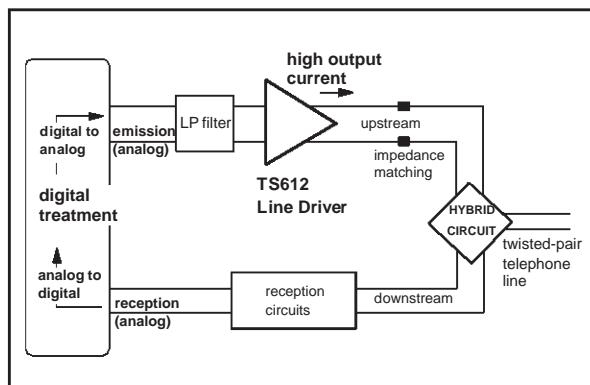 high output
current
LP filter
digital to
analog
emission
(analog)
upstream
impedance
matching
TS612
Line Driver
digital
treatment
HYBRID
CIRCUIT
twisted-pair
telephone
line
analog to
digital
reception
(analog)
reception
circuits
downstream